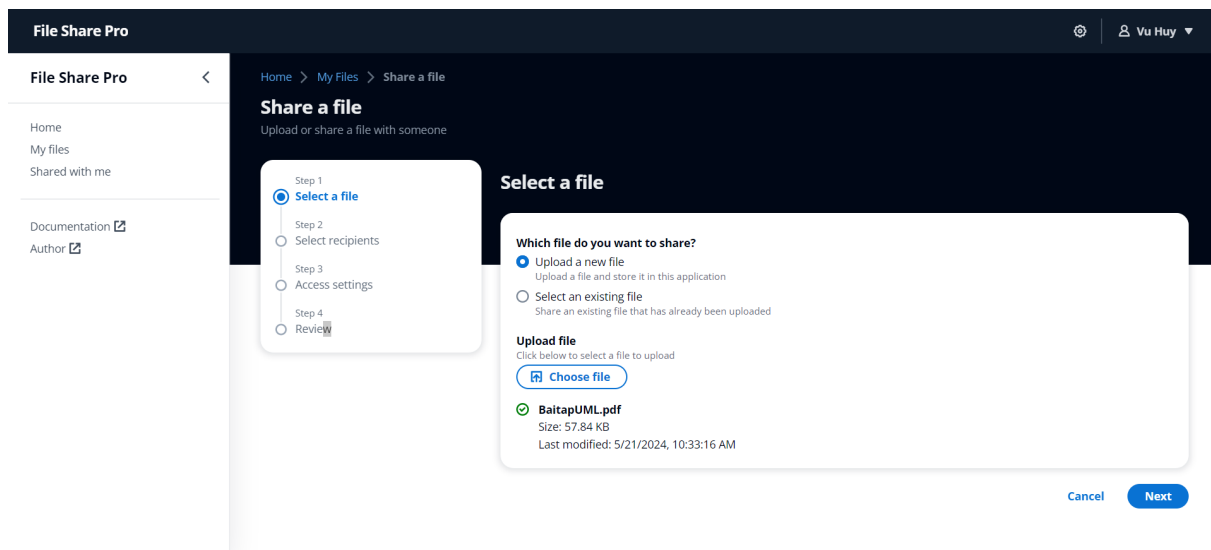 File Share Pro
Vu Huy
File Share Pro
Home
My files
Shared with me
Documentation
Author
Home > My Files > Share a file
Share a file
Upload or share a file with someone
Step 1
Select a file
Step 2
Select recipients
Step 3
Access settings
Step 4
Review
Select a file
Which file do you want to share?
Upload a new file
Upload a file and store it in this application
Select an existing file
Share an existing file that has already been uploaded
Upload file
Click below to select a file to upload
Choose file
BaitapUML.pdf
Size: 57.84 KB
Last modified: 5/21/2024, 10:33:16 AM
Cancel
Next